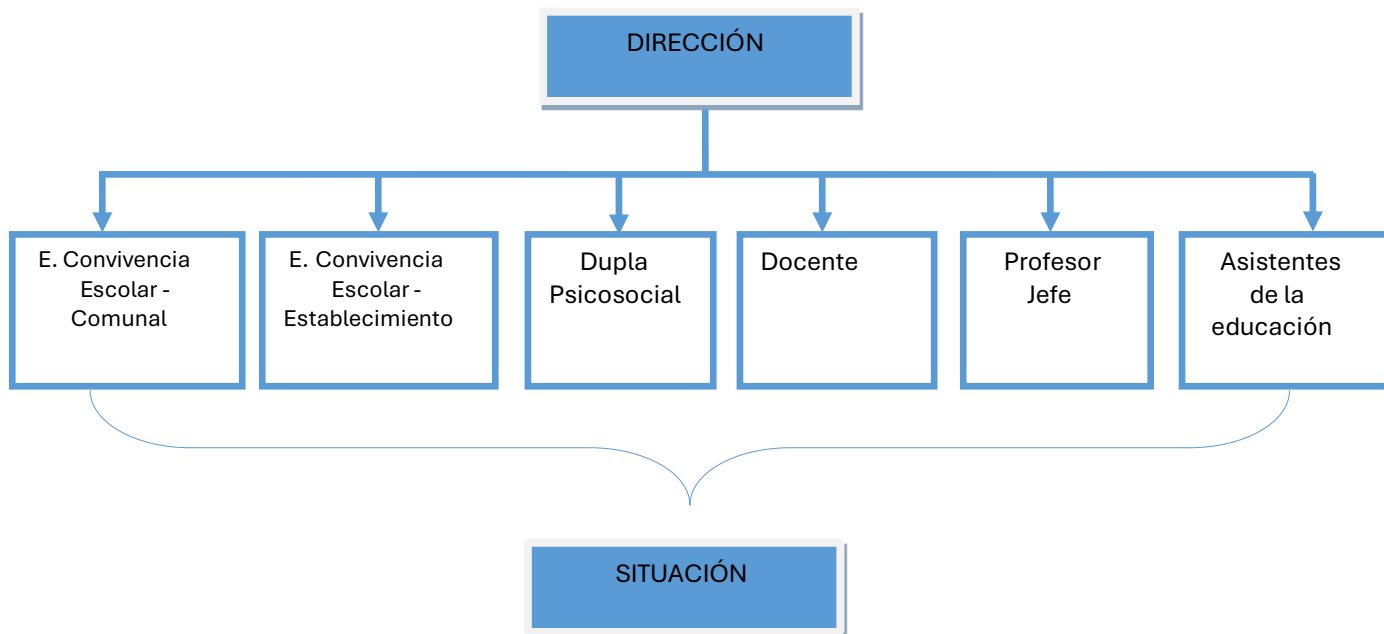 DIRECCIÓN
E. Convivencia
Escolar -
Comunal
E. Convivencia
Escolar -
Establecimiento
Dupla
Psicosocial
Docente
Profesor
Jefe
Asistentes
de la
educación
SITUACIÓN